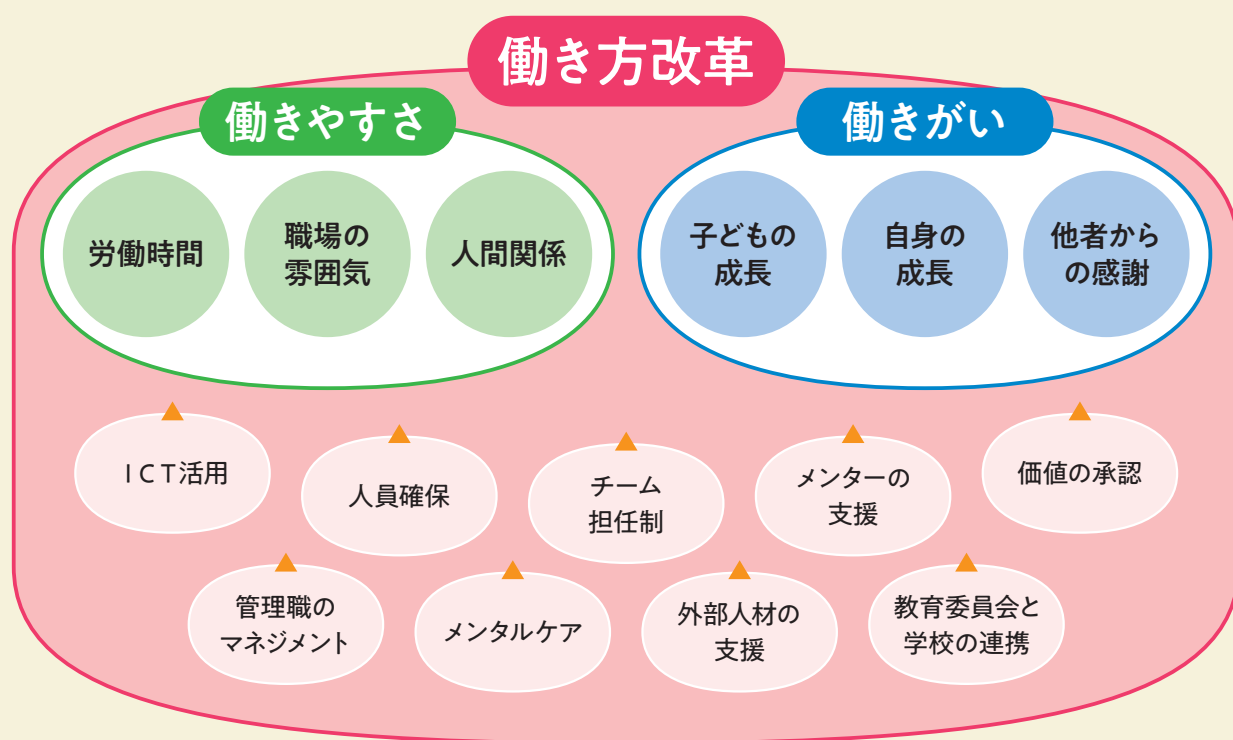 働き方改革
働きやすさ
労働時間
職場の
雰囲気
人間関係
働きがい
子どもの
成長
自身の
成長
他者から
の感謝
ICT活用
人員確保
チーム
担任制
メンターの
支援
価値の承認
管理職の
マネジメント
メンタルケア
外部人材の
支援
教育委員会と
学校の連携